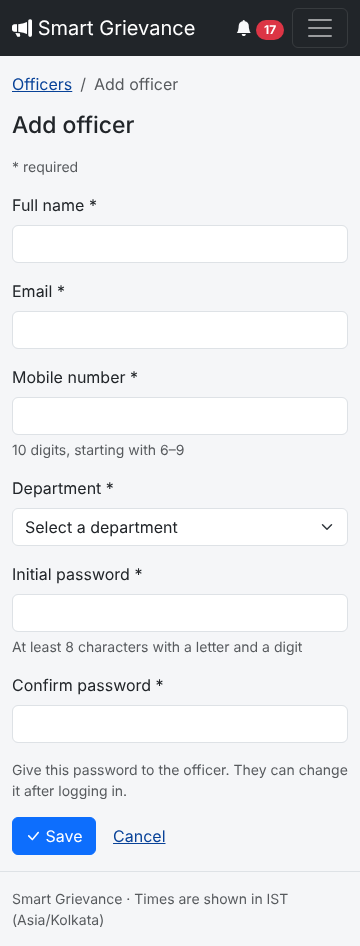 Smart Grievance 17
Officers / Add officer
Add officer
* required
Full name *
Email *
Mobile number *
10 digits, starting with 6–9
Department *
Select a department
Initial password *
At least 8 characters with a letter and a digit
Confirm password *
Give this password to the officer. They can change
it after logging in.
Save Cancel
Smart Grievance · Times are shown in IST
(Asia/Kolkata)